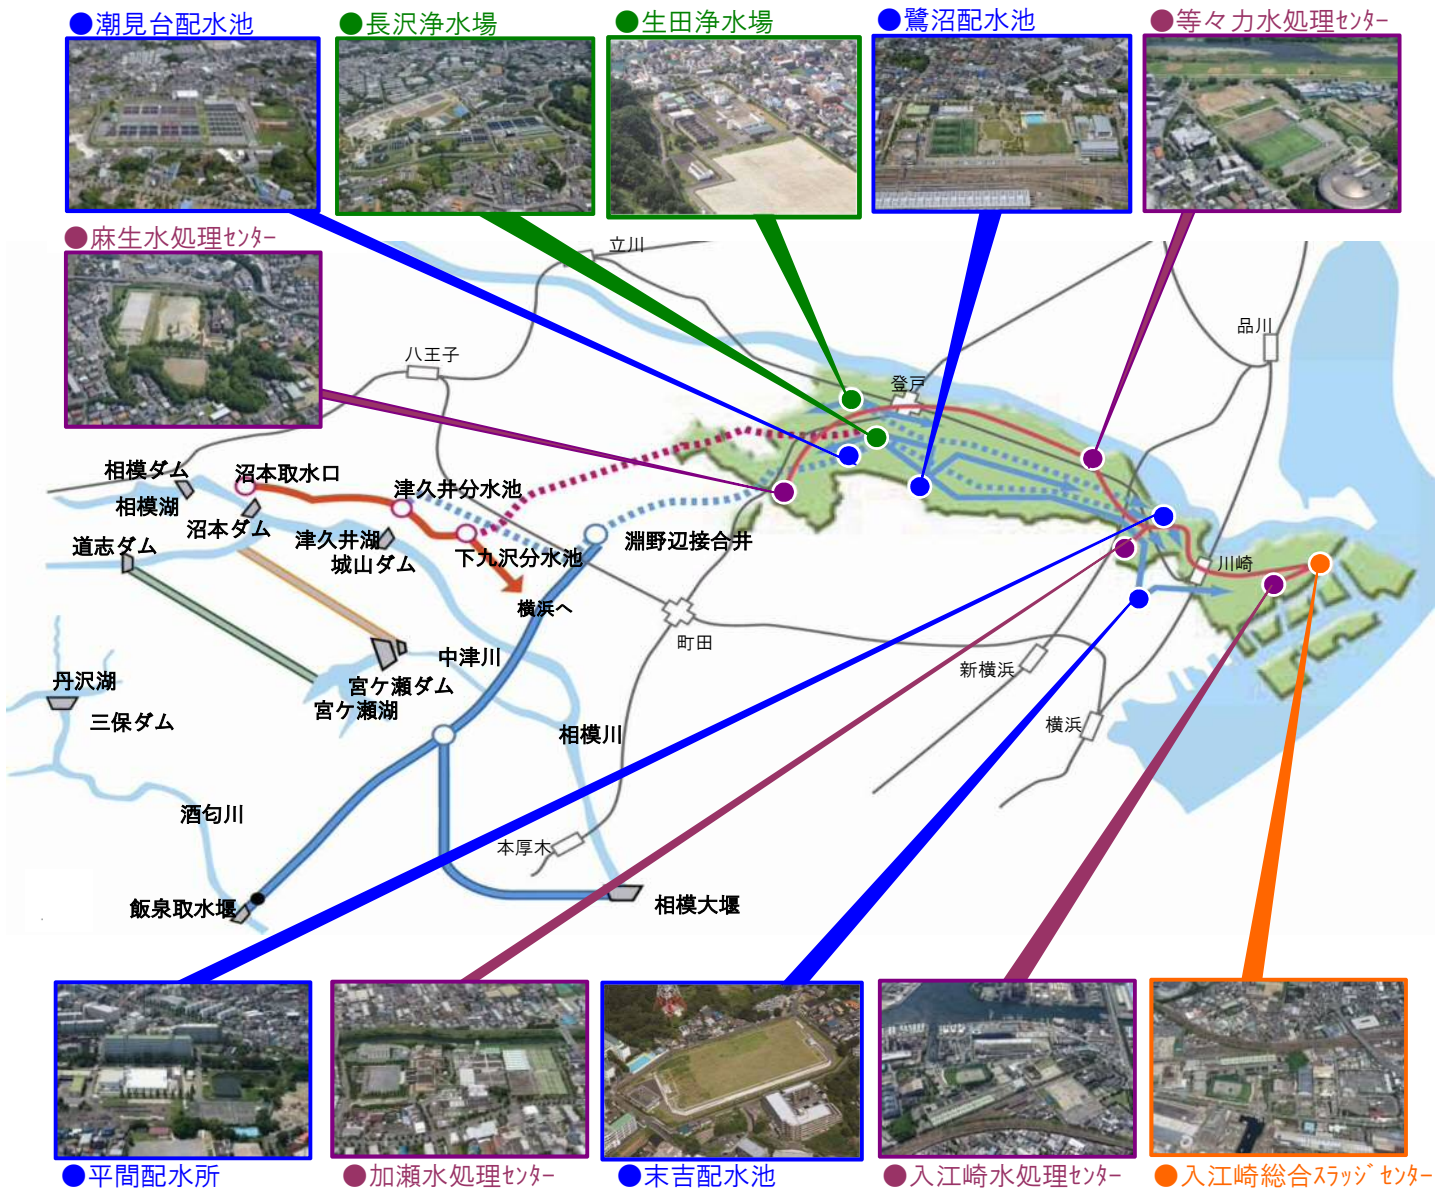 ●潮見台配水池
●長沢浄水場
●生田浄水場
●鷺沼配水池
●等々力水処理ｾﾝﾀｰ
●麻生水処理ｾﾝﾀｰ
立川
品川
八王子
登戸
相模ダム
沼本取水口
津久井分水池
相模湖
沼本ダム
道志ダム
津久井湖
城山ダム
下九沢分水池
淵野辺接合井
川崎
横浜へ
町田
中津川
新横浜
丹沢湖
宮ケ瀬ダム
宮ケ瀬湖
三保ダム
相模川
横浜
酒匂川
本厚木
飯泉取水堰
相模大堰
●平間配水所
●加瀬水処理ｾﾝﾀｰ
●末吉配水池
●入江崎水処理ｾﾝﾀｰ
●入江崎総合ｽﾗｯｼﾞｾﾝﾀｰ